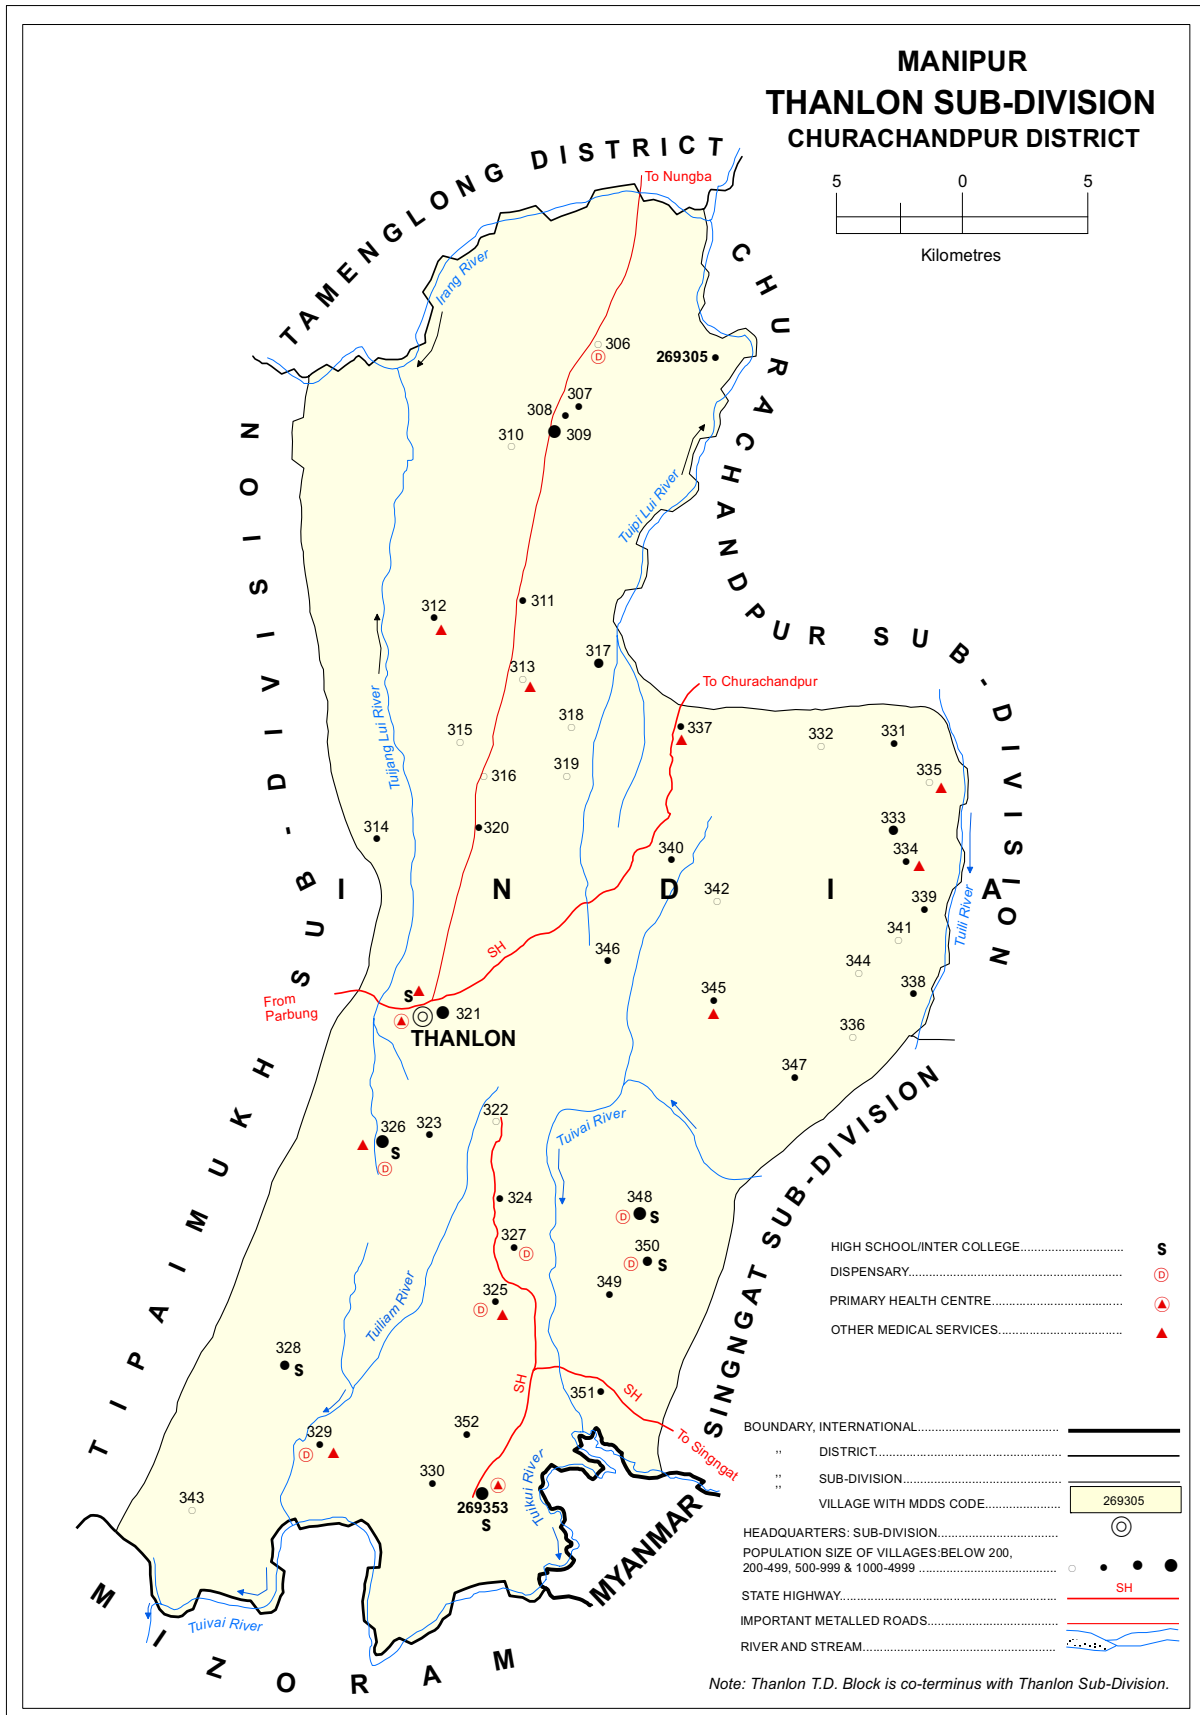 MANIPUR
THANLON SUB-DIVISION
CHURACHANDPUR DISTRICT
5 0 5
Kilometres
TAMENGLONG DISTRICT
To Nungba
CHURACHANDPUR SUB-DIVISION
Irang River
306
D
269305
307
308
309
310
Tuipi Lui River
311
312
317
313
To Churachandpur
318
337
332
331
315
335
316
319
Tuijang Lui River
314
320
333
340
334
INDIA
342
339
341
Tuili River
346
SH
344
338
345
From
Parbung
S
321
THANLON
336
347
TIPAIMUKH SUB-DIVISION
322
326
323
S
D
Tuivai River
324
348
D
S
327
D
350
D
S
349
325
D
Tuiliam River
SINGNGAT SUB-DIVISION
328
S
SH
351
SH
329
D
352
To Singngat
330
Tuikui River
269353
S
343
MYANMAR
Tuivai River
MIZORAM
HIGH SCHOOL/INTER COLLEGE............................ S
DISPENSARY...................................................... D
PRIMARY HEALTH CENTRE..................................
OTHER MEDICAL SERVICES................................
BOUNDARY, INTERNATIONAL.....................................
,, DISTRICT...............................................
,, SUB-DIVISION........................................
,, VILLAGE WITH MDDS CODE.................... 269305
HEADQUARTERS: SUB-DIVISION................................
POPULATION SIZE OF VILLAGES:BELOW 200,
200-499, 500-999 & 1000-4999 .....................................
STATE HIGHWAY.......................................................... SH
IMPORTANT METALLED ROADS..................................
RIVER AND STREAM....................................................
Note: Thanlon T.D. Block is co-terminus with Thanlon Sub-Division.